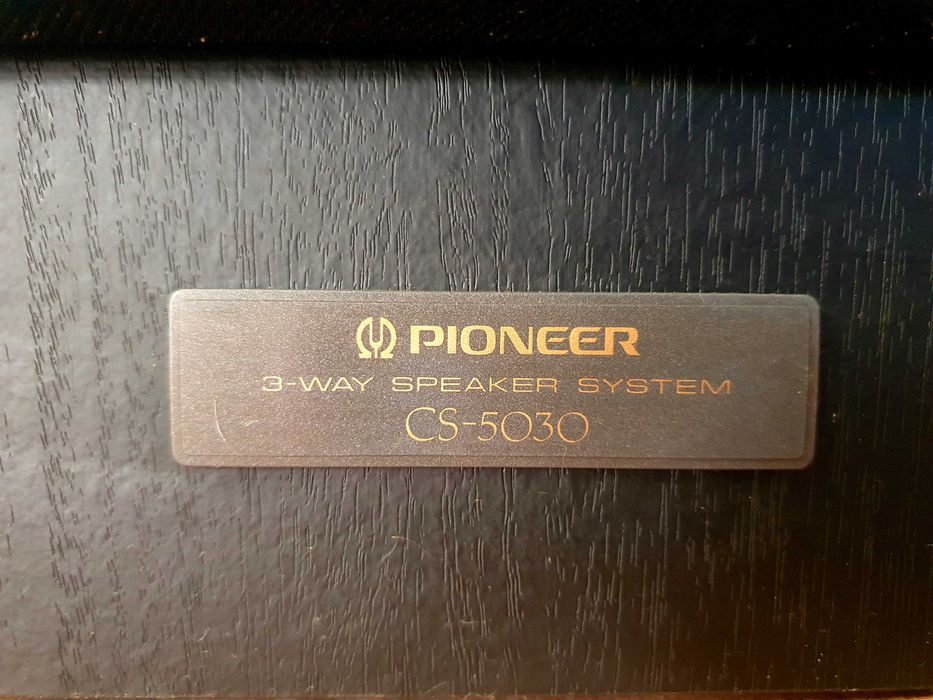 PIONEER
3-WAY SPEAKER SYSTEM
CS-5030